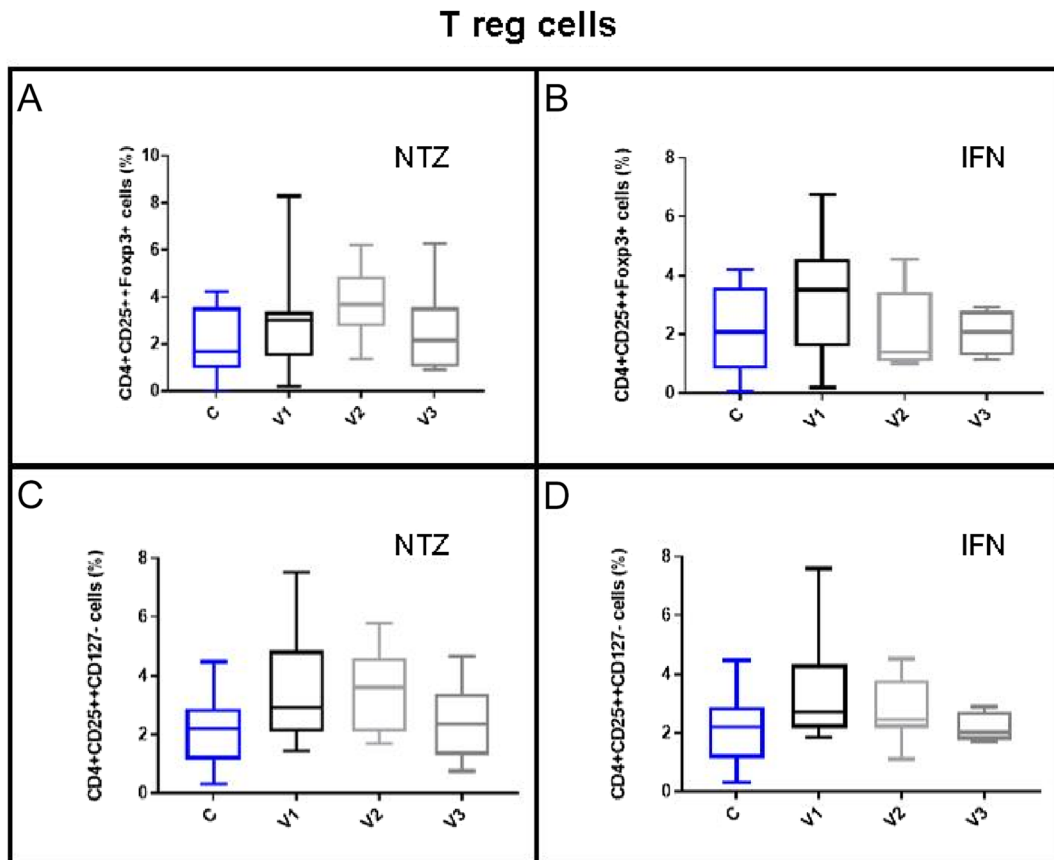 T reg cells
A
NTZ
CD4+CD25++Foxp3+ cells (%)
10
8
6
4
2
0
C
V1
V2
V3
B
IFN
CD4+CD25++Foxp3+ cells (%)
8
6
4
2
0
C
V1
V2
V3
C
NTZ
CD4+CD25++CD127- cells (%)
8
6
4
2
0
C
V1
V2
V3
D
IFN
CD4+CD25++CD127- cells (%)
8
6
4
2
0
C
V1
V2
V3